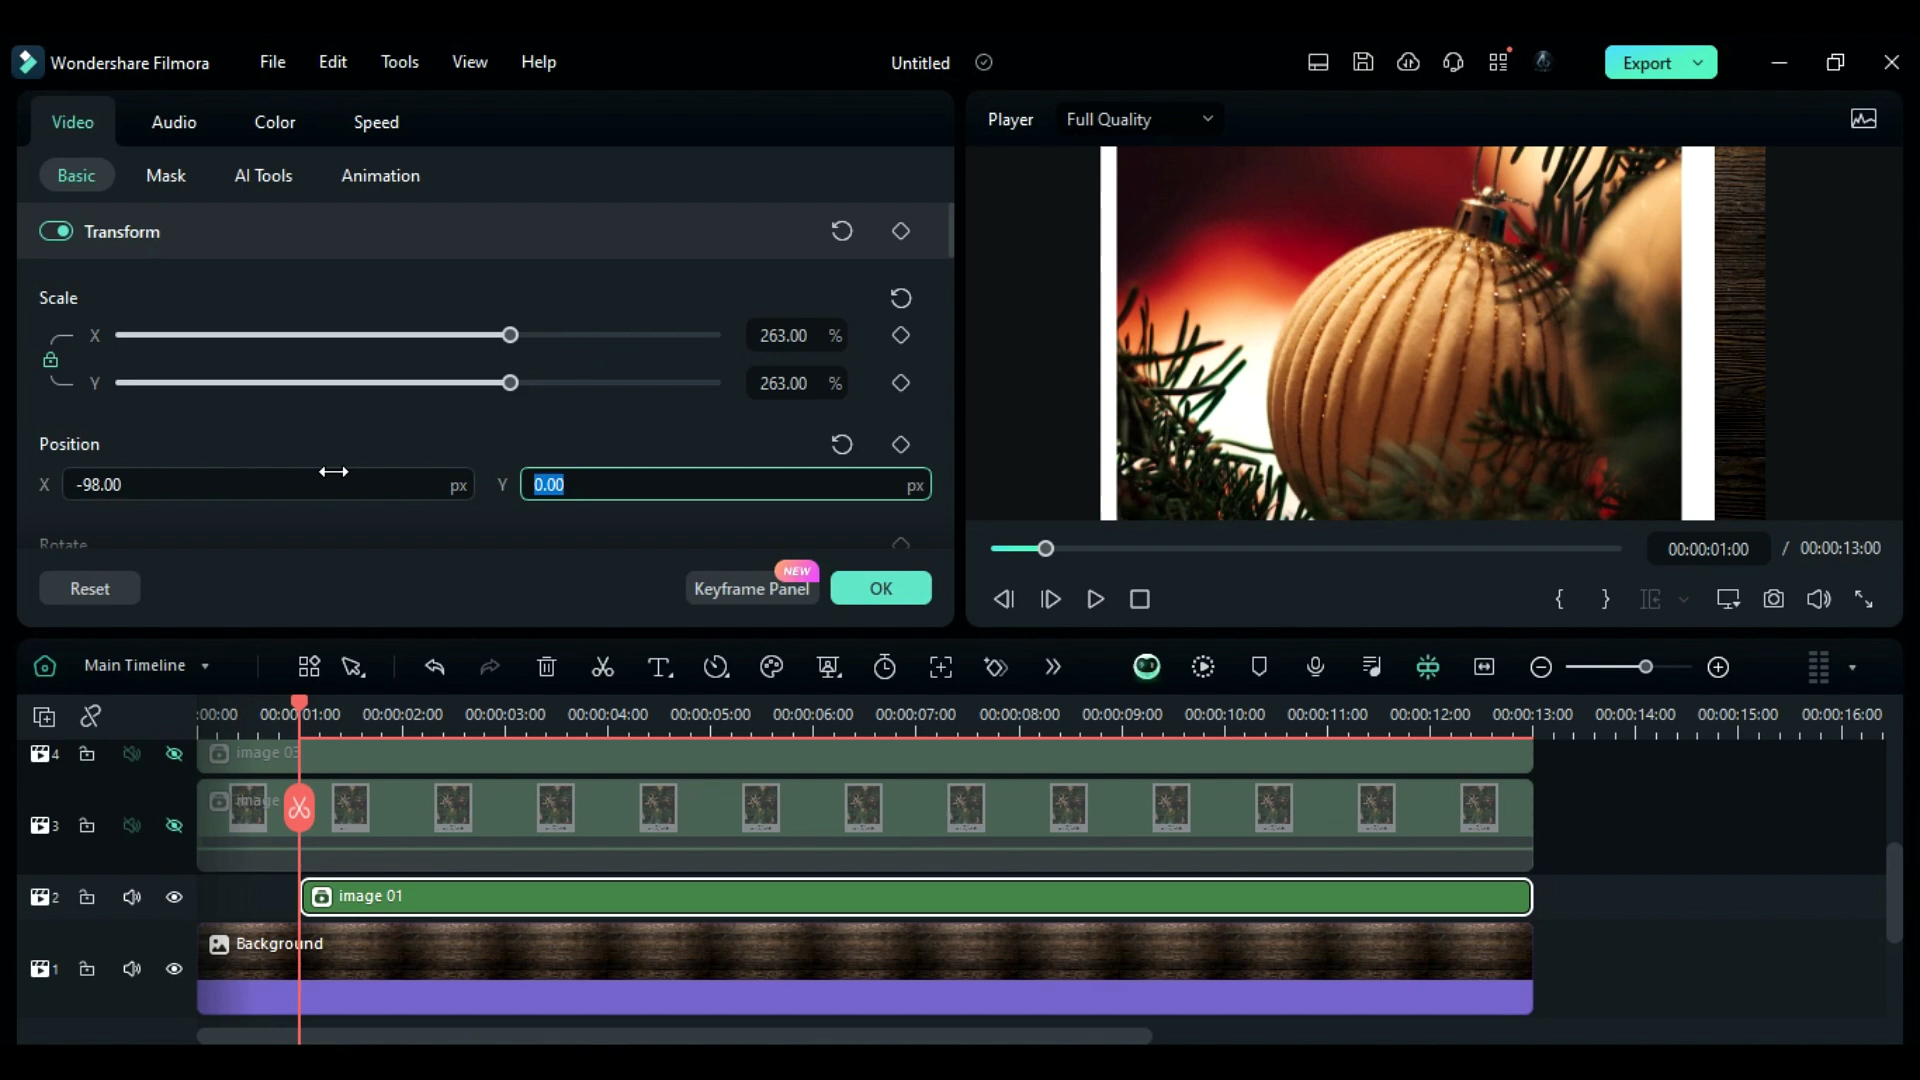 Wondershare Filmora File Edit Tools View Help Untitled Export
Video Audio Color Speed
Player Full Quality
Basic Mask AI Tools Animation
Transform
Scale
X 263.00 %
Y 263.00 %
Position
X -98.00 px Y 0.00 px
Rotate
00:00:01:00 / 00:00:13:00
NEW
Reset Keyframe Panel OK
Main Timeline
:00:00 00:00:01:00 00:00:02:00 00:00:03:00 00:00:04:00 00:00:05:00 00:00:06:00 00:00:07:00 00:00:08:00 00:00:09:00 00:00:10:00 00:00:11:00 00:00:12:00 00:00:13:00 00:00:14:00 00:00:15:00 00:00:16:00
4 image 03
image
3
2 image 01
Background
1